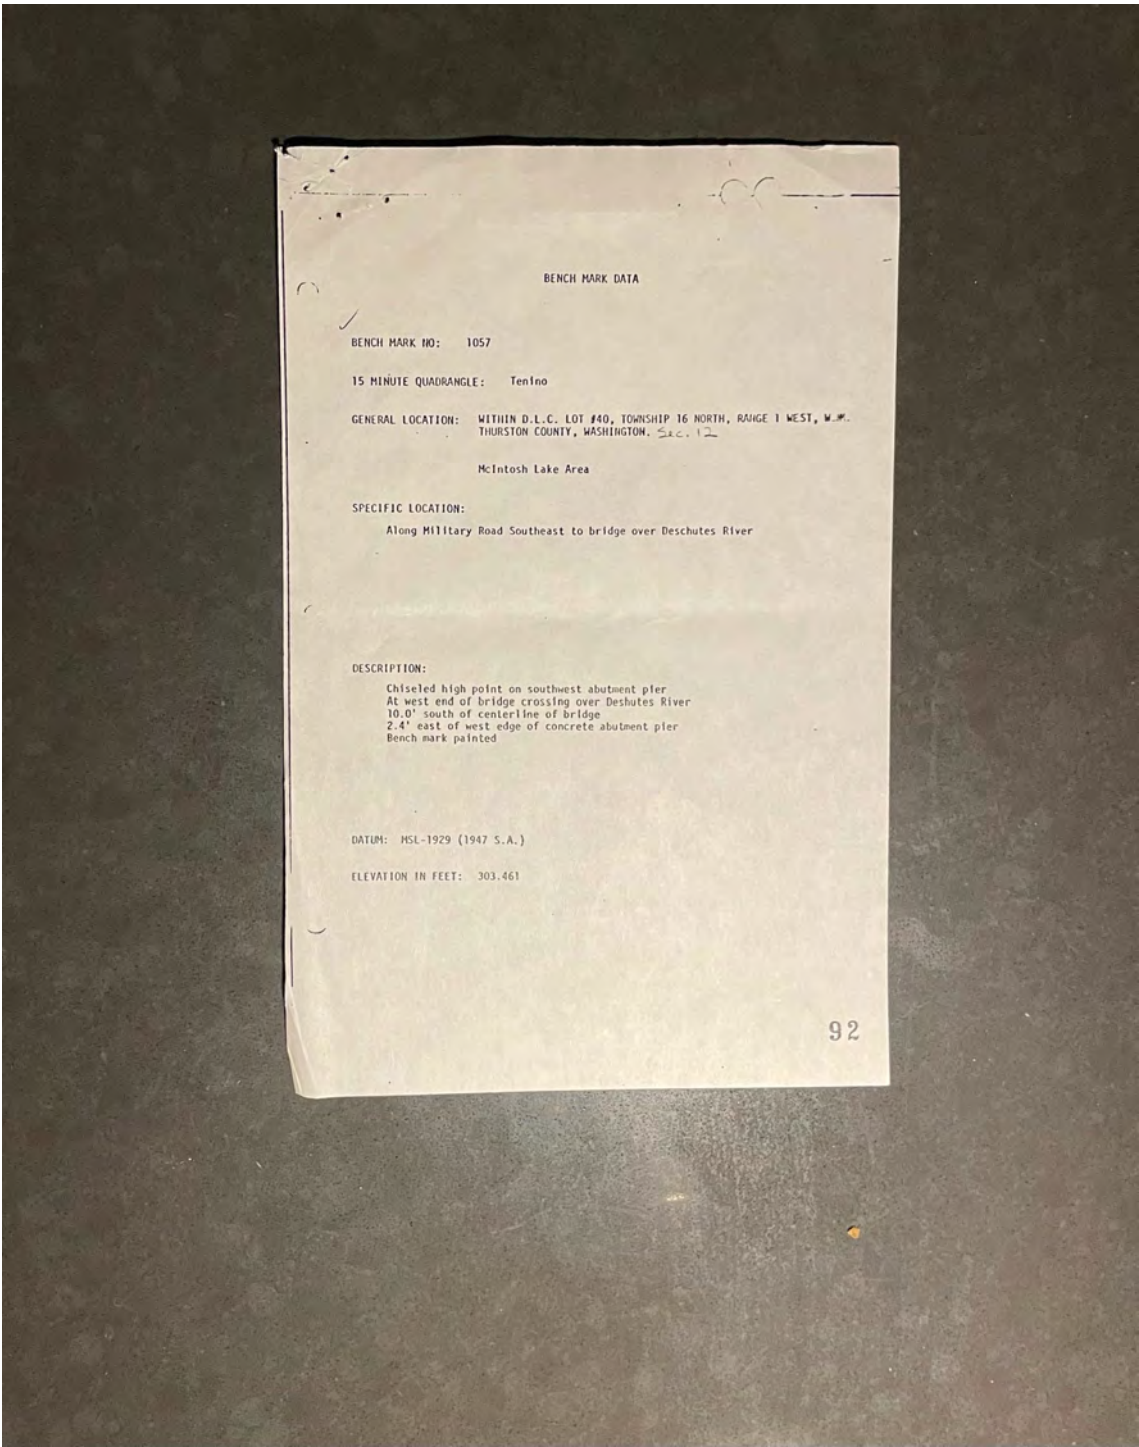 BENCH MARK DATA
BENCH MARK NO: 1057
15 MINUTE QUADRANGLE: Tenino
GENERAL LOCATION: WITHIN D.L.C. LOT #40, TOWNSHIP 16 NORTH, RANGE 1 WEST, W.M.
THURSTON COUNTY, WASHINGTON. Sec. 12
McIntosh Lake Area
SPECIFIC LOCATION:
Along Military Road Southeast to bridge over Deschutes River
DESCRIPTION:
Chiseled high point on southwest abutment pier
At west end of bridge crossing over Deshutes River
10.0' south of centerline of bridge
2.4' east of west edge of concrete abutment pier
Bench mark painted
DATUM: MSL-1929 (1947 S.A.)
ELEVATION IN FEET: 303.461
92